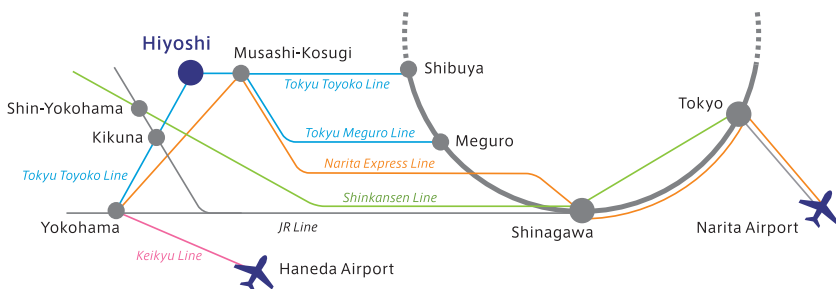 Hiyoshi
Musashi-Kosugi
Shibuya
Tokyu Toyoko Line
Tokyo
Shin-Yokohama
Kikuna
Tokyu Meguro Line
Meguro
Narita Express Line
Tokyu Toyoko Line
Shinkansen Line
Yokohama
JR Line
Shinagawa
Narita Airport
Keikyu Line
Haneda Airport